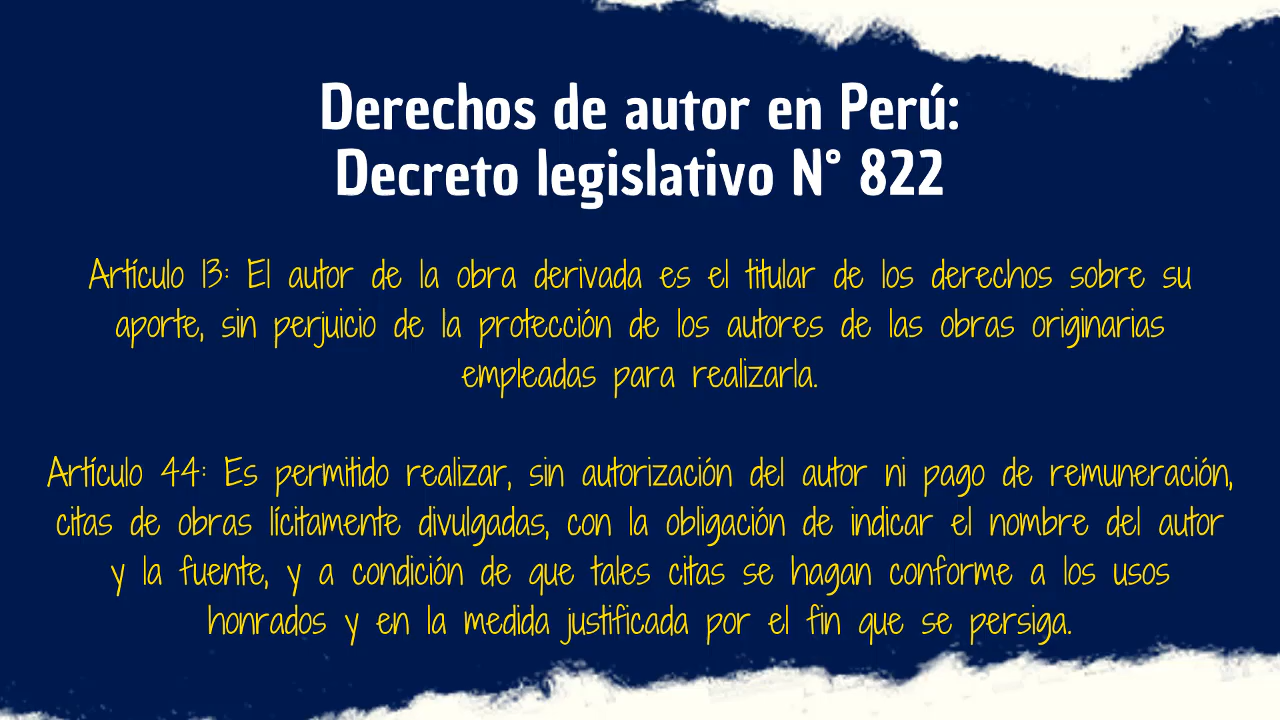 Derechos de autor en Perú:
Decreto legislativo N° 822
Artículo 13: El autor de la obra derivada es el titular de los derechos sobre su
aporte, sin perjuicio de la protección de los autores de las obras originarias
empleadas para realizarla.
Artículo 44: Es permitido realizar, sin autorización del autor ni pago de remuneración,
citas de obras lícitamente divulgadas, con la obligación de indicar el nombre del autor
y la fuente, y a condición de que tales citas se hagan conforme a los usos
honrados y en la medida justificada por el fin que se persiga.